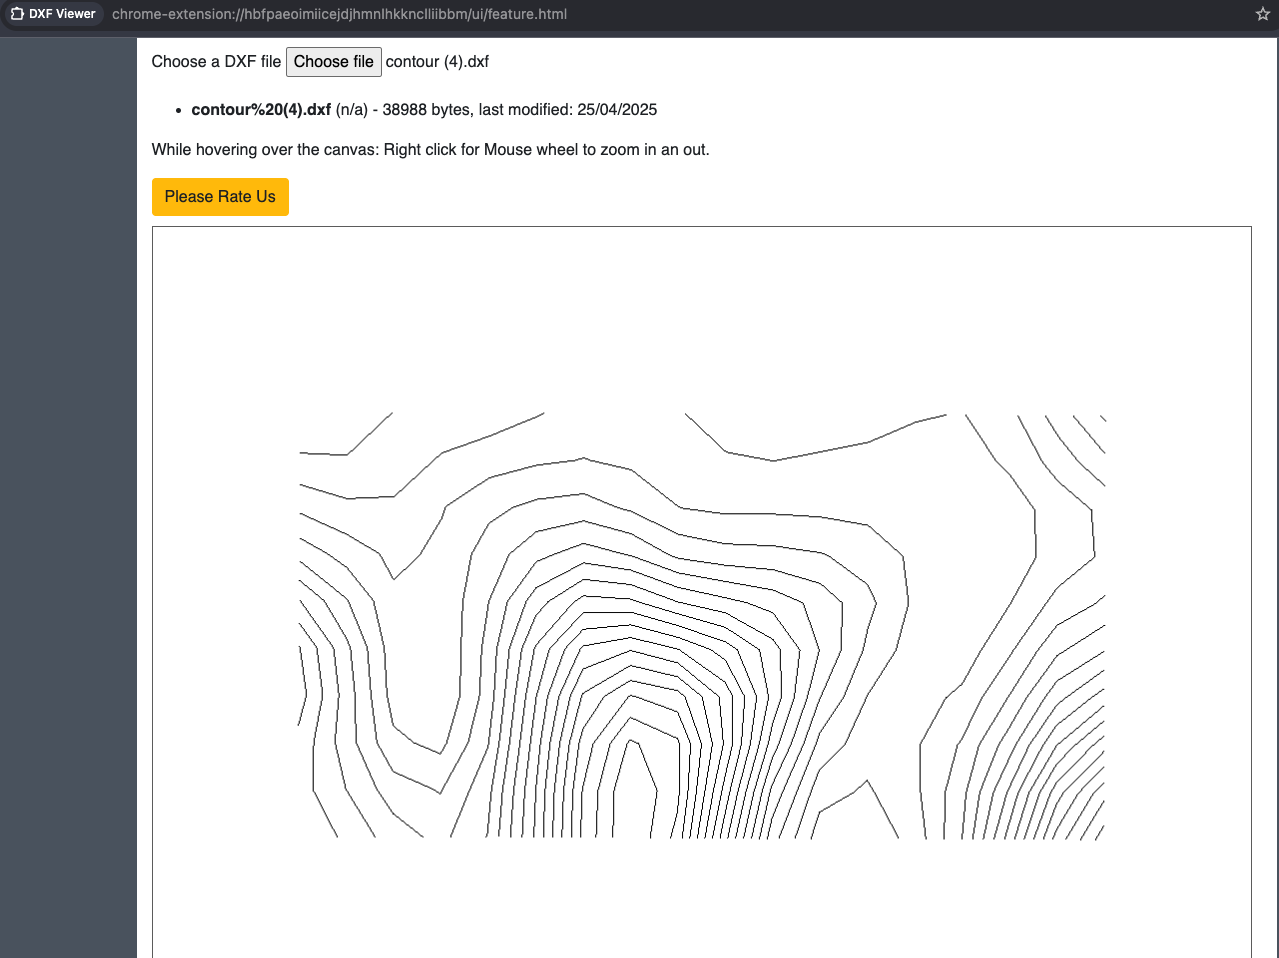 DXF Viewer chrome-extension://hbfpaeoimiicejdjhmnlhkknclliibbm/ui/feature.html
Choose a DXF file Choose file contour (4).dxf
• contour%20(4).dxf (n/a) - 38988 bytes, last modified: 25/04/2025
While hovering over the canvas: Right click for Mouse wheel to zoom in an out.
Please Rate Us